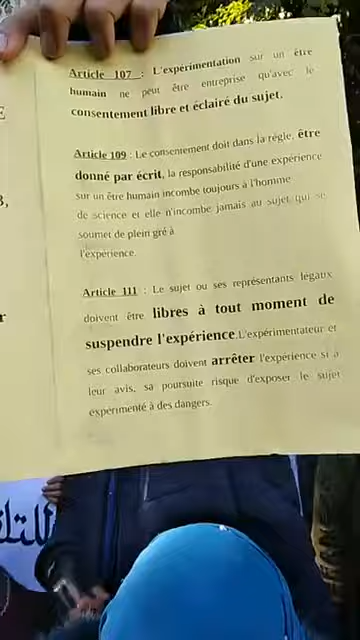 Article 107 : L'expérimentation sur un être
humain ne peut être entreprise qu'avec le
consentement libre et éclairé du sujet.
Article 109 : Le consentement doit dans la règle, être
donné par écrit, la responsabilité d'une expérience
sur un être humain incombe toujours à l'homme
de science et elle n'incombe jamais au sujet qui se
soumet de plein gré à
l'expérience.
Article 111 : Le sujet ou ses représentants légaux
doivent être libres à tout moment de
suspendre l'expérience.L'expérimentateur et
ses collaborateurs doivent arrêter l'expérience si à
leur avis, sa poursuite risque d'exposer le sujet
expérimenté à des dangers.